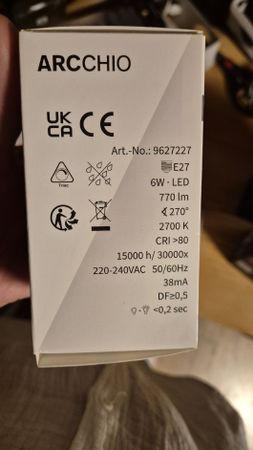 ARCCHIO
UK
CA CE
Art.-No.: 9627227
E27
Triac
6W · LED
770 lm
270°
2700 K
CRI >80
15000 h/ 30000x
220-240VAC 50/60Hz
38mA
DF≥0,5
<0,2 sec